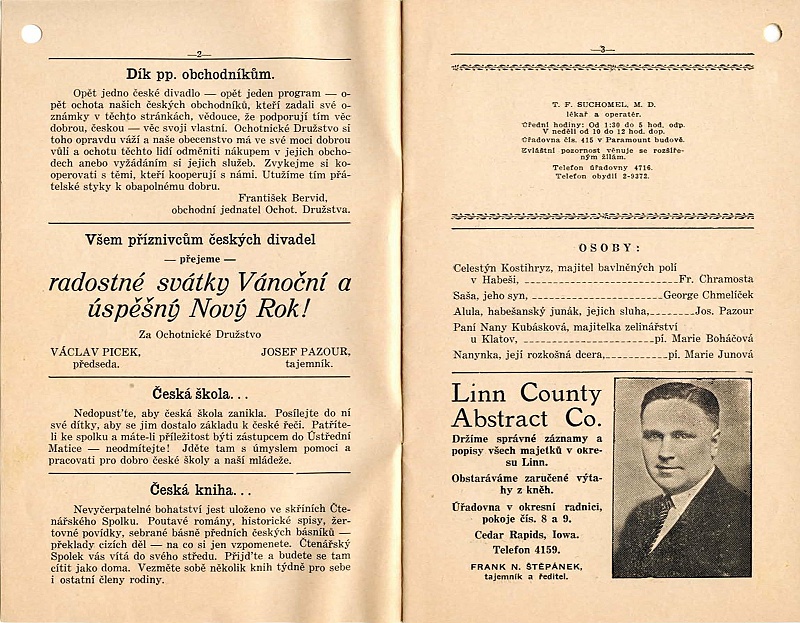 —2—
Dík pp. obchodníkům.
Opět jedno české divadlo — opět jeden program — o-
pět ochota našich českých obchodníků, kteří zadali své o-
známky v těchto stránkách, vědouce, že podporují tím věc
dobrou, českou — věc svojí vlastní. Ochotnické Družstvo si
toho opravdu váží a naše obecenstvo má ve své moci dobrou
vůli a ochotu těchto lidí odměniti nákupem v jejich obcho-
dech anebo vyžádáním si jejich služeb. Zvykejme si ko-
operovati s těmi, kteří kooperují s námi. Utužíme tím přá-
telské styky k obapolnému dobru.
František Bervid,
obchodní jednatel Ochot. Družstva.
Všem příznivcům českých divadel
— přejeme —
radostné svátky Vánoční a
úspěšný Nový Rok!
Za Ochotnické Družstvo
VÁCLAV PICEK,
předseda.
JOSEF PAZOUR,
tajemník.
Česká škola...
Nedopusť'te, aby česká škola zanikla. Posílejte do ní
své dítky, aby se jim dostalo základu k české řeči. Patříte-
li ke spolku a máte-li příležitost býti zástupcem do Ústřední
Matice — neodmítejte! Jděte tam s úmyslem pomoci a
pracovati pro dobro české školy a naší mládeže.
Česká kniha...
Nevyčerpatelné bohatství jest uloženo ve skříních Čte-
nářského Spolku. Poutavé romány, historické spisy, žer-
tovné povídky, sebrané básně předních českých básníků —
překlady cizích děl — na co si jen vzpomenete. Čtenářský
Spolek vás vítá do svého středu. Přijď'te a budete se tam
cítit jako doma. Vezměte sobě několik knih týdně pro sebe
i ostatní členy rodiny.
—3—
T. F. SUCHOMEL, M. D.
lékař a operatér.
Úřední hodiny: Od 1:30 do 5 hod. odp.
V neděli od 10 do 12 hod. dop.
Úřadovna čís. 415 v Paramount budově.
Zvláštní pozornost věnuje se rozšíře-
ným žilám.
Telefon úřadovny 4716.
Telefon obydlí 2-9372.
OSOBY:
Celestýn Kostihryz, majitel bavlněných polí
v Habeši, Fr. Chramosta
Saša, jeho syn, George Chmelíček
Alula, habešanský junák, jejich sluha, Jos. Pazour
Paní Nany Kubásková, majitelka zelinářství
u Klatov, pí. Marie Boháčová
Nanynka, její rozkošná dcera, pí. Marie Junová
Linn County
Abstract Co.
Držíme správné záznamy a
popisy všech majetků v okre-
su Linn.
Obstaráváme zaručené výta-
hy z kněh.
Úřadovna v okresní radnici,
pokoje čís. 8 a 9.
Cedar Rapids, Iowa.
Telefon 4159.
FRANK N. ŠTĚPÁNEK,
tajemník a ředitel.